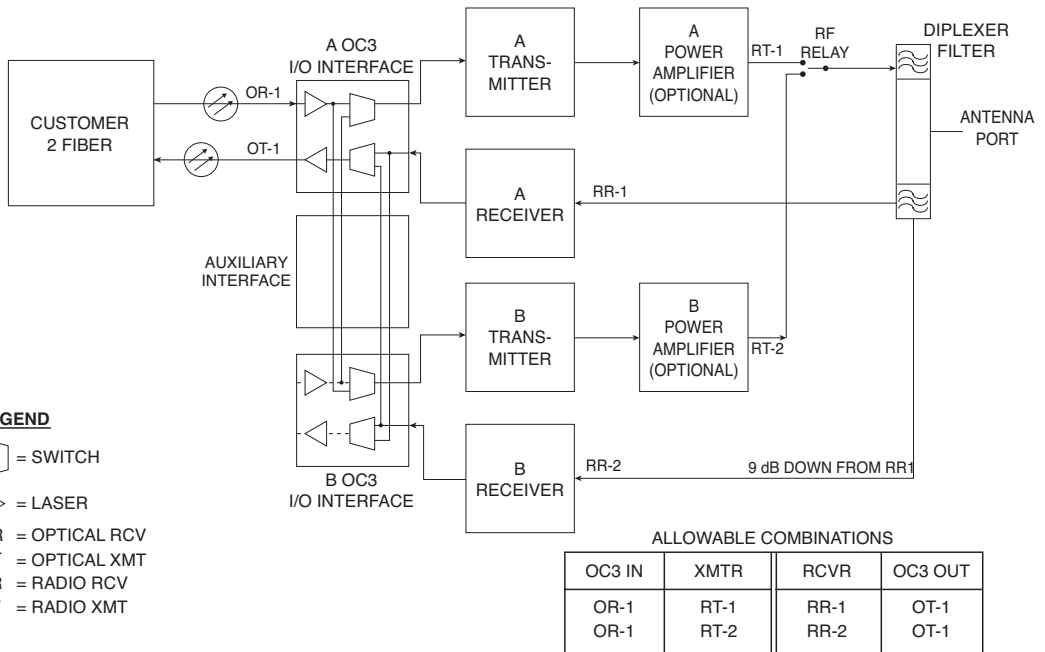 A OC3
I/O INTERFACE
CUSTOMER
2 FIBER
OR-1
OT-1
A
TRANS-
MITTER
A
POWER
AMPLIFIER
(OPTIONAL)
RT-1
RF
RELAY
DIPLEXER
FILTER
ANTENNA
PORT
A
RECEIVER
RR-1
AUXILIARY
INTERFACE
B
TRANS-
MITTER
B
POWER
AMPLIFIER
(OPTIONAL)
RT-2
B OC3
I/O INTERFACE
B
RECEIVER
RR-2
9 dB DOWN FROM RR1
GEND
= SWITCH
= LASER
R = OPTICAL RCV
T = OPTICAL XMT
R = RADIO RCV
= RADIO XMT
ALLOWABLE COMBINATIONS
OC3 IN XMTR RCVR OC3 OUT
OR-1 RT-1 RR-1 OT-1
OR-1 RT-2 RR-2 OT-1